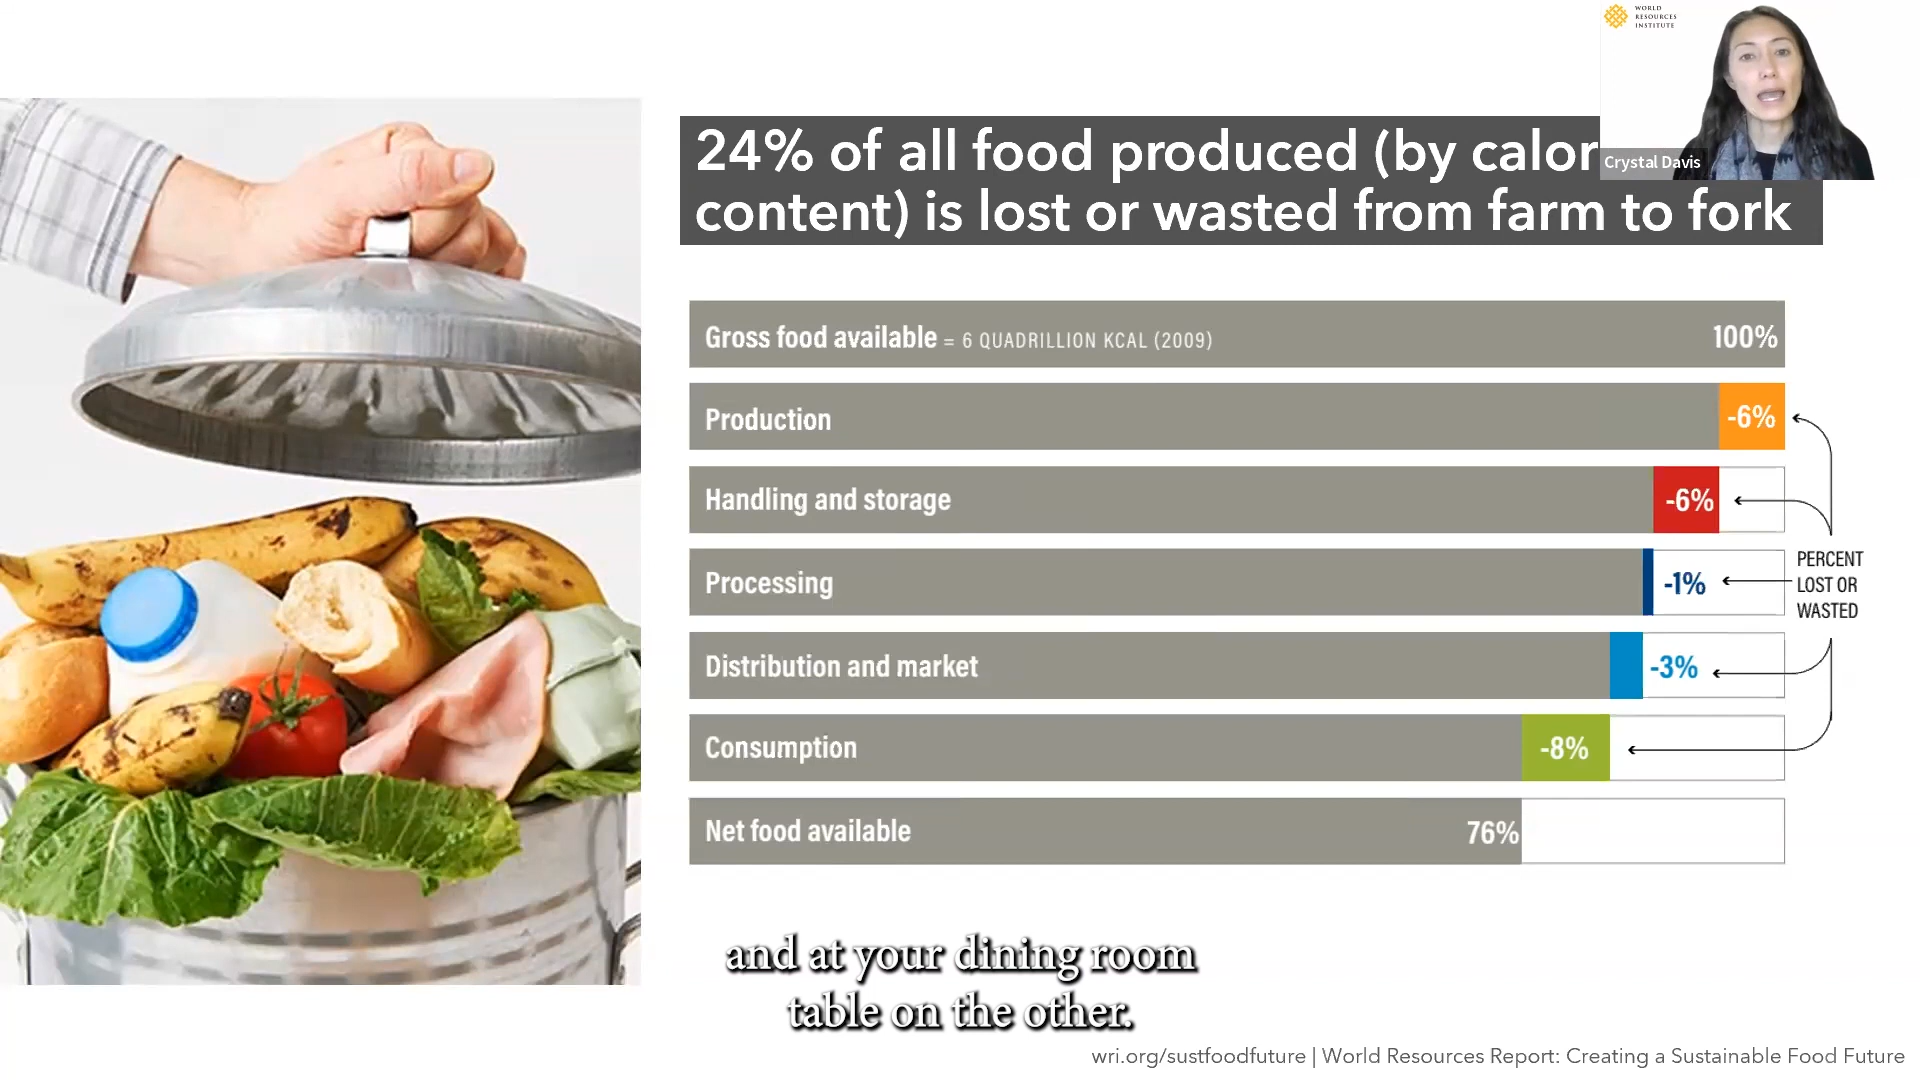 WORLD
RESOURCES
INSTITUTE
Crystal Davis
24% of all food produced (by calor
content) is lost or wasted from farm to fork
Gross food available = 6 QUADRILLION KCAL (2009) 100%
Production -6%
Handling and storage -6%
Processing -1%
Distribution and market -3%
Consumption -8%
Net food available 76%
PERCENT
LOST OR
WASTED
and at your dining room
table on the other.
wri.org/sustfoodfuture | World Resources Report: Creating a Sustainable Food Future